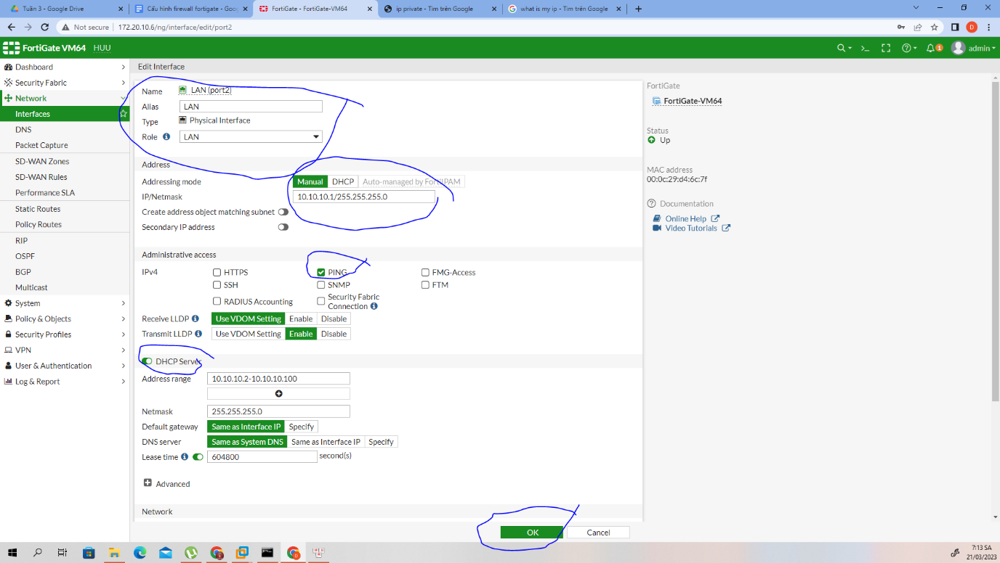 Tuần 3 - Google Drive
Cấu hình firewall fortigate - Goo
FortiGate - FortiGate-VM64
ip private - Tìm trên Google
what is my ip - Tìm trên Google
Not secure
172.20.10.6/ng/interface/edit/port2
D
FortiGate VM64
HUU
1
admin
Dashboard
Security Fabric
Network
Interfaces
DNS
Packet Capture
SD-WAN Zones
SD-WAN Rules
Performance SLA
Static Routes
Policy Routes
RIP
OSPF
BGP
Multicast
System
Policy & Objects
Security Profiles
VPN
User & Authentication
Log & Report
Edit Interface
Name LAN (port2)
Alias LAN
Type Physical Interface
Role LAN
Address
Addressing mode Manual DHCP Auto-managed by FortiIPAM
IP/Netmask 10.10.10.1/255.255.255.0
Create address object matching subnet
Secondary IP address
Administrative access
IPv4 HTTPS PING FMG-Access
SSH SNMP FTM
RADIUS Accounting Security Fabric
Connection
Receive LLDP Use VDOM Setting Enable Disable
Transmit LLDP Use VDOM Setting Enable Disable
DHCP Server
Address range 10.10.10.2-10.10.10.100
Netmask 255.255.255.0
Default gateway Same as Interface IP Specify
DNS server Same as System DNS Same as Interface IP Specify
Lease time 604800 second(s)
Advanced
Network
OK Cancel
FortiGate
FortiGate-VM64
Status
Up
MAC address
00:0c:29:d4:6c:7f
Documentation
Online Help
Video Tutorials
7:13 SA
21/03/2023